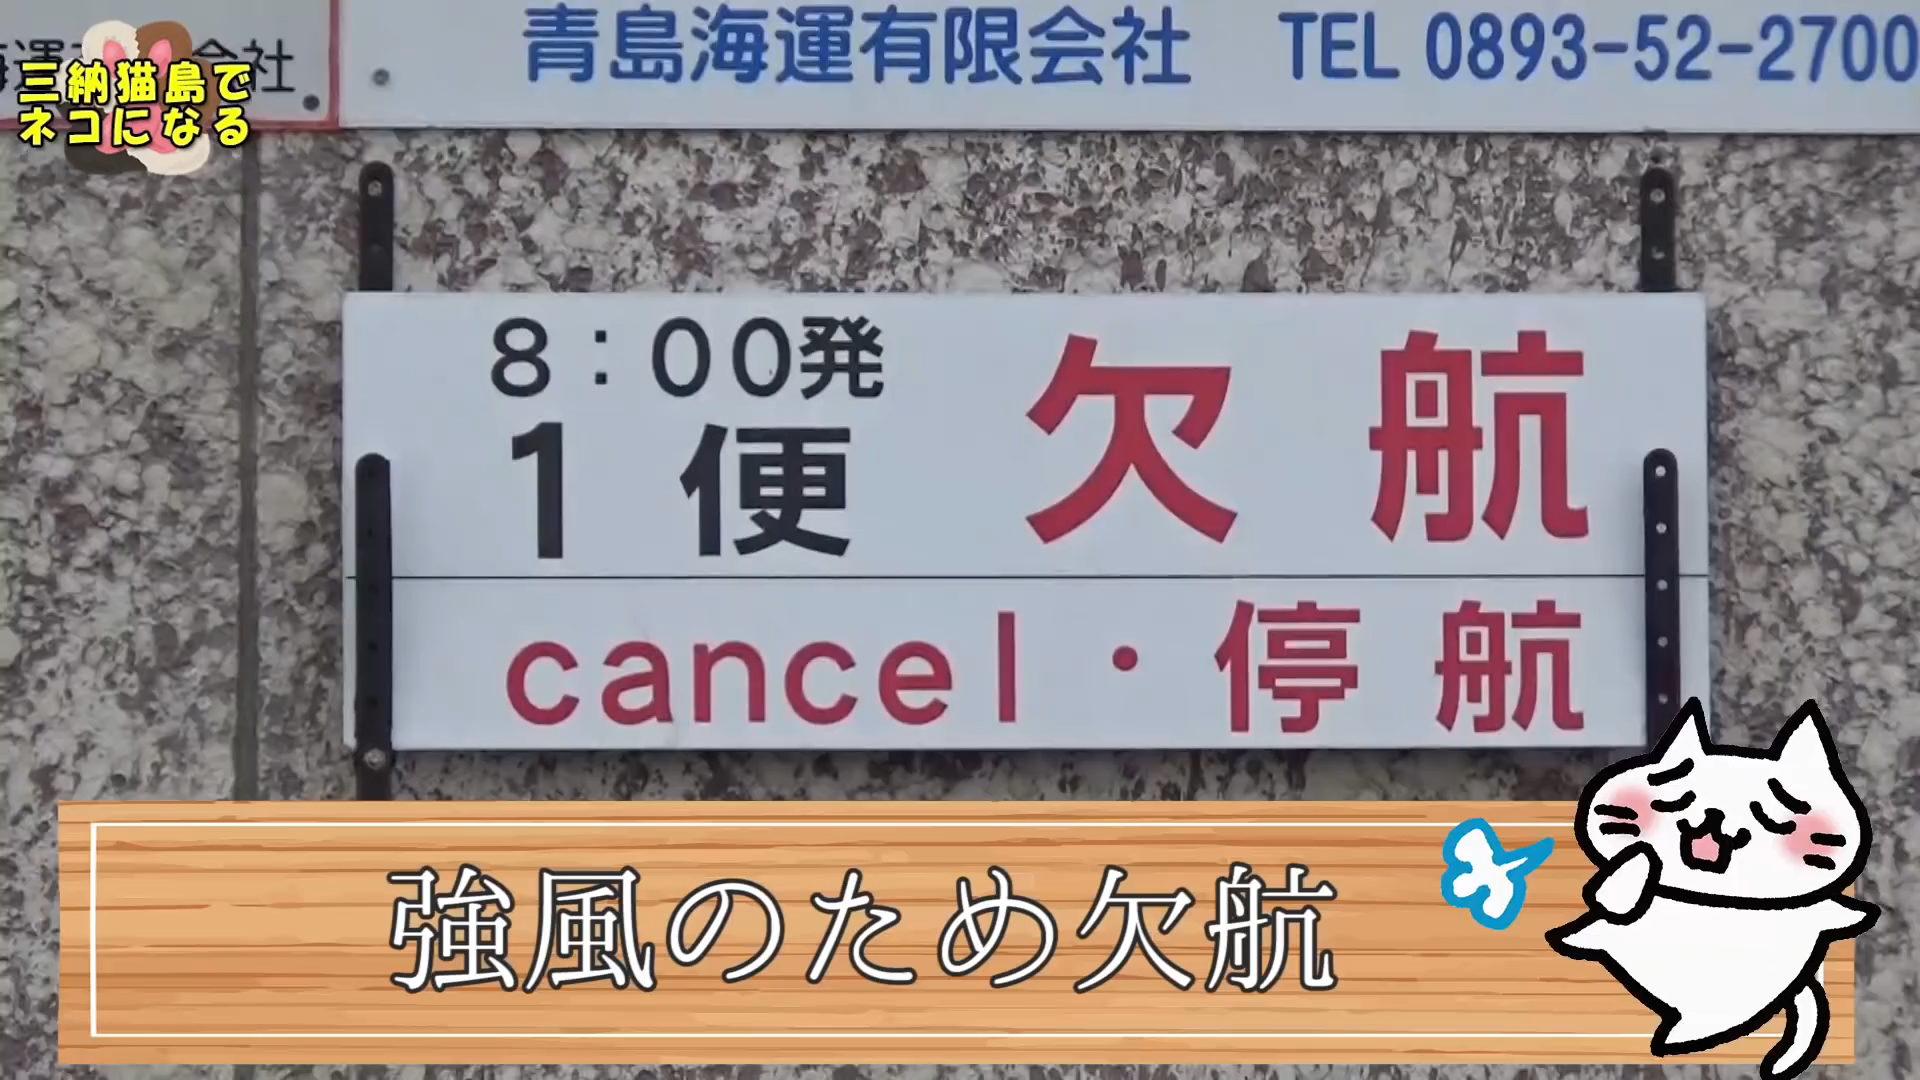 青島海運有限会社 TEL 0893-52-2700
会社
三納猫島で
ネコになる
8:00発
1便 欠航
cancel・停航
強風のため欠航